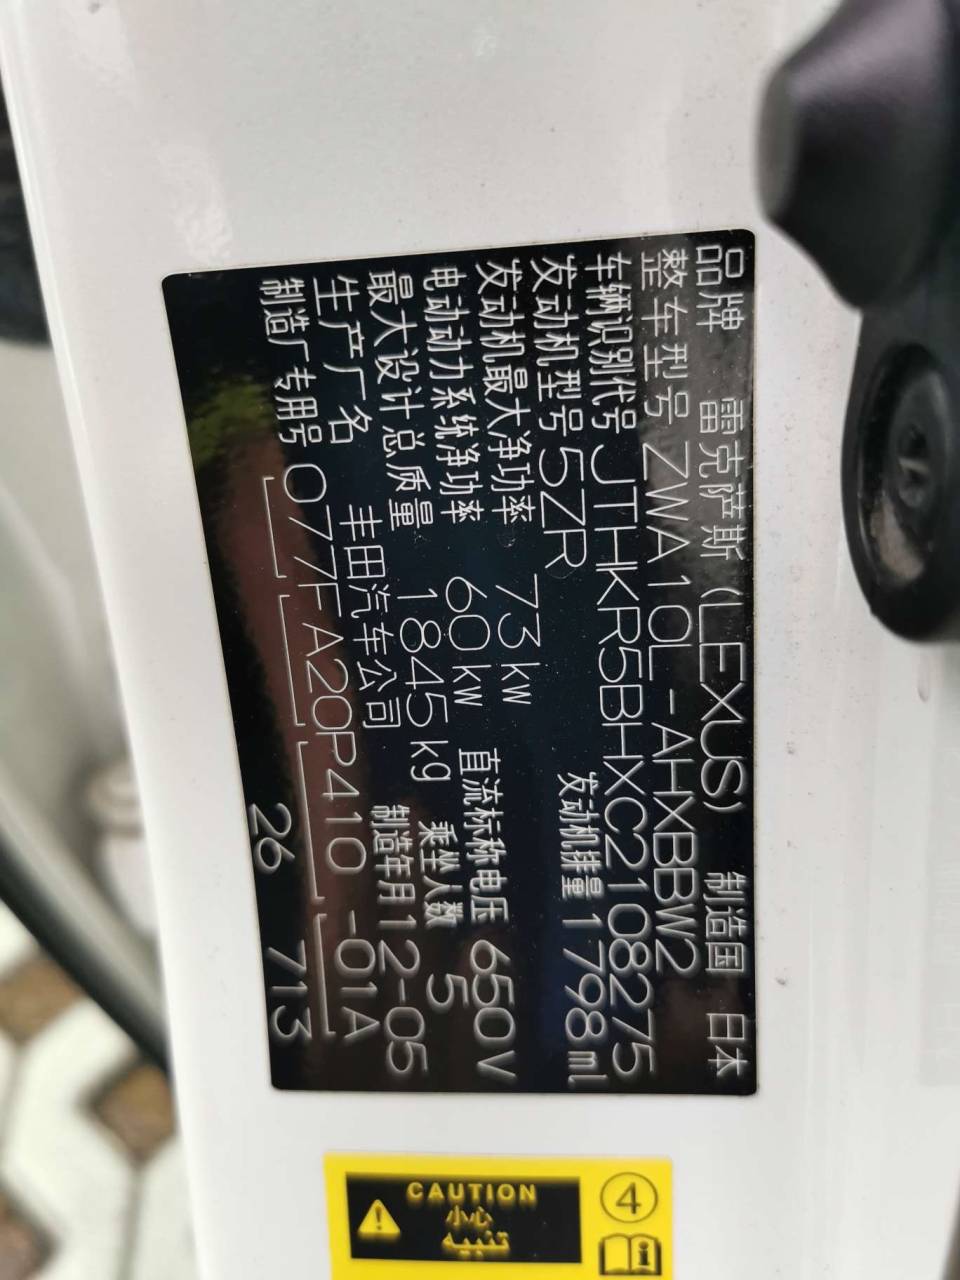 品牌 雷克萨斯 (LEXUS) 制造国 日本
整车型号 ZWA10L-AHXBBW2
车辆识别代号 JTHKR5BHXC2108275
发动机型号 5ZR 发动机排量 1798ml
发动机最大净功率 73kW
电动动力系统净功率 60kW 直流标称电压 650V
最大设计总质量 1845kg 乘坐人数 5
生产厂名 丰田汽车公司 制造年月 12-05
制造厂专用号 077FA20P410-01A
26 713
CAUTION
小心
4
i